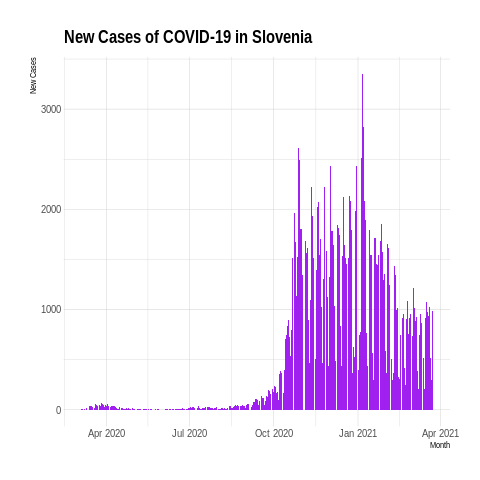 New Cases of COVID-19 in Slovenia
New Cases
3000
2000
1000
0
Apr 2020 Jul 2020 Oct 2020 Jan 2021 Apr 2021
Month